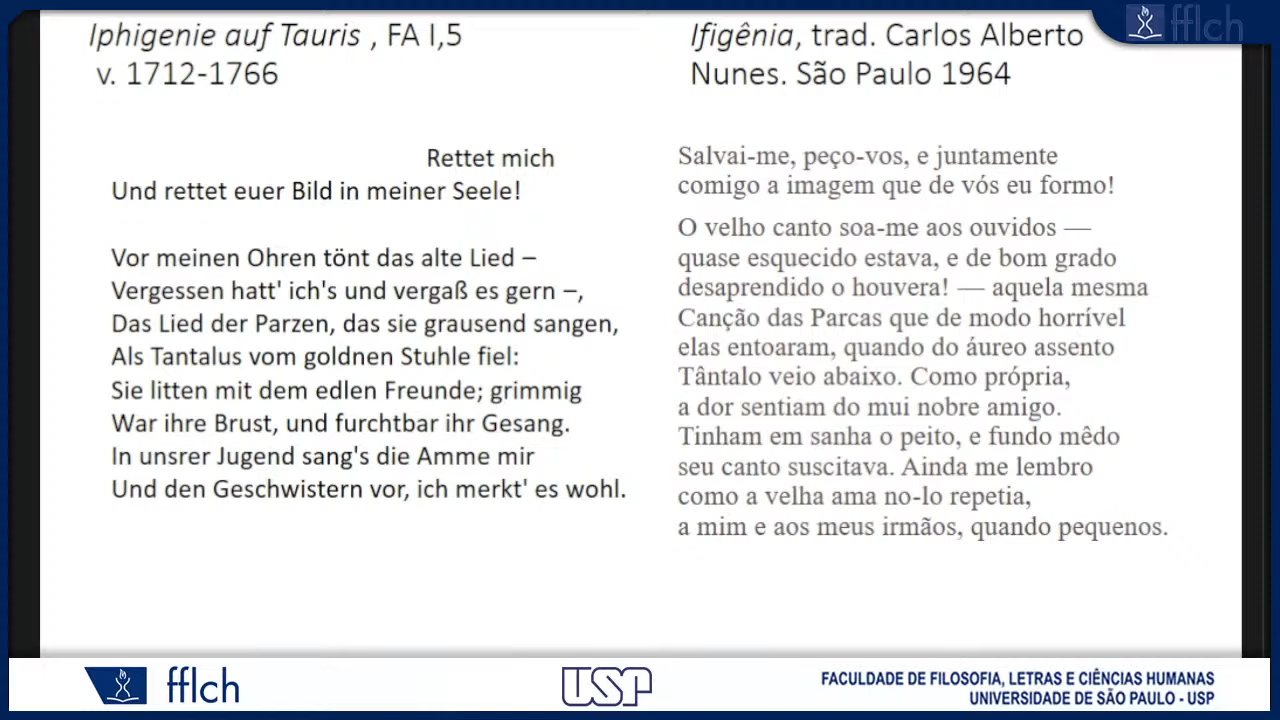 fflch
Iphigenie auf Tauris , FA I,5
v. 1712-1766
Rettet mich
Und rettet euer Bild in meiner Seele!
Vor meinen Ohren tönt das alte Lied –
Vergessen hatt' ich's und vergaß es gern –,
Das Lied der Parzen, das sie grausend sangen,
Als Tantalus vom goldnen Stuhle fiel:
Sie litten mit dem edlen Freunde; grimmig
War ihre Brust, und furchtbar ihr Gesang.
In unsrer Jugend sang's die Amme mir
Und den Geschwistern vor, ich merkt' es wohl.
Ifigênia, trad. Carlos Alberto
Nunes. São Paulo 1964
Salvai-me, peço-vos, e juntamente
comigo a imagem que de vós eu formo!
O velho canto soa-me aos ouvidos —
quase esquecido estava, e de bom grado
desaprendido o houvera! — aquela mesma
Canção das Parcas que de modo horrível
elas entoaram, quando do áureo assento
Tântalo veio abaixo. Como própria,
a dor sentiam do mui nobre amigo.
Tinham em sanha o peito, e fundo mêdo
seu canto suscitava. Ainda me lembro
como a velha ama no-lo repetia,
a mim e aos meus irmãos, quando pequenos.
fflch
USP
FACULDADE DE FILOSOFIA, LETRAS E CIÊNCIAS HUMANAS
UNIVERSIDADE DE SÃO PAULO - USP